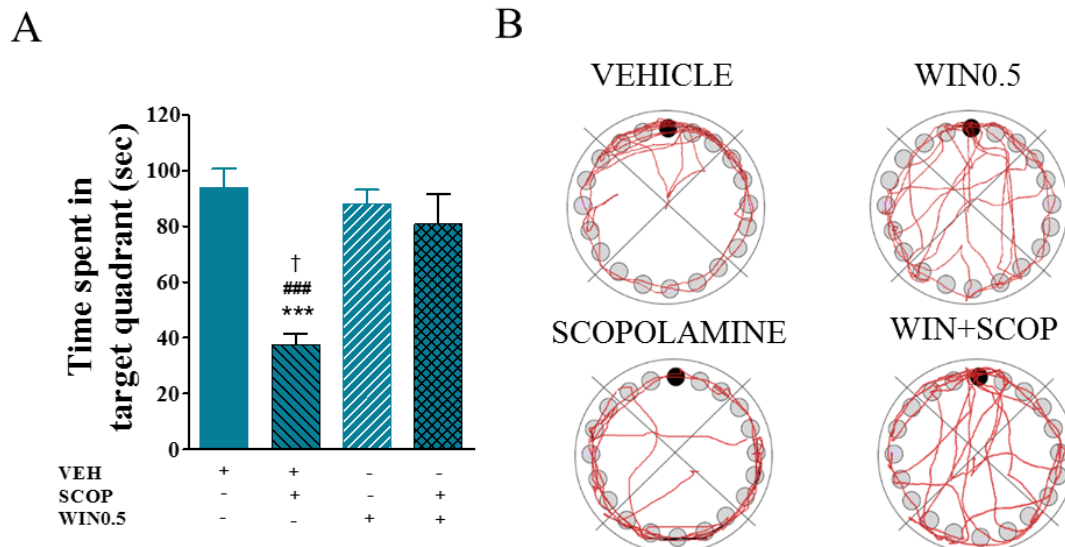 A
Time spent in
target quadrant (sec)
120
100
80
60
40
20
0
†
###
***
VEH + + - -
SCOP - + - +
WIN0.5 - - + +
B
VEHICLE
WIN0.5
SCOPOLAMINE
WIN+SCOP